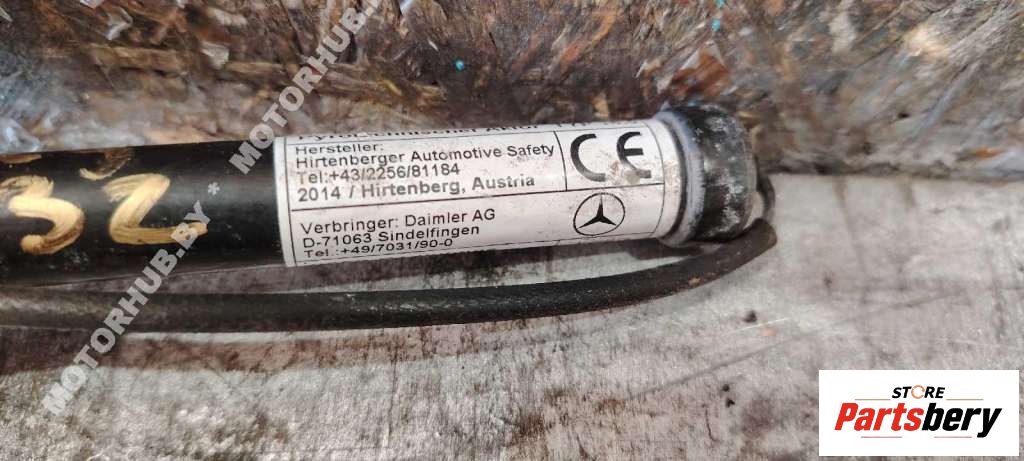 MOTORHUB.BY * MOTORHUB.BY
32
Hersteller:
Hirtenberger Automotive Safety
Tel:+43/2256/81184
2014 / Hirtenberg, Austria
CE
Verbringer: Daimler AG
D-71063 Sindelfingen
Tel.:+49/7031/90-0
STORE
Partsbery